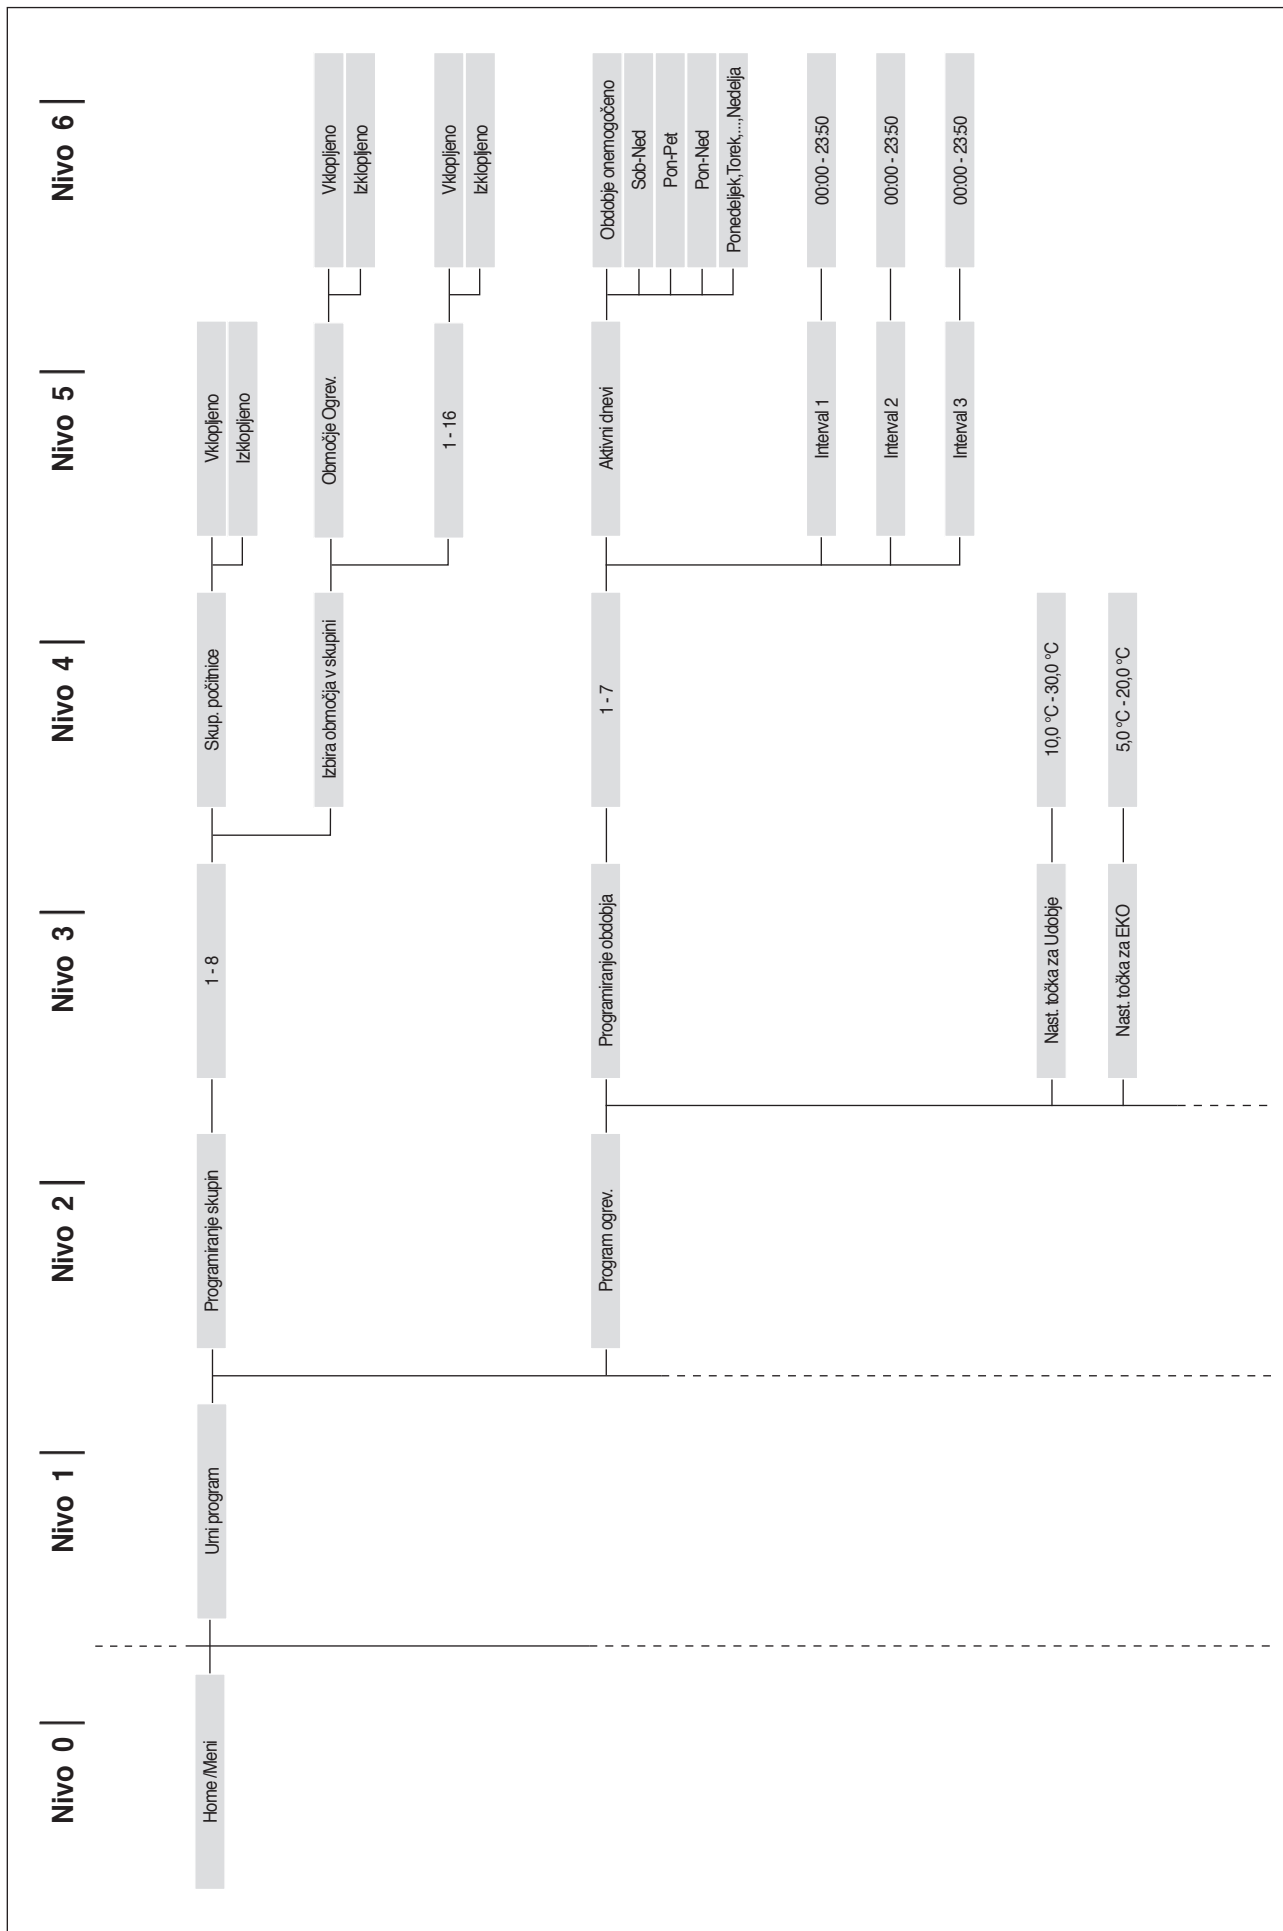 Nivo 0
Nivo 1
Nivo 2
Nivo 3
Nivo 4
Nivo 5
Nivo 6
Home /Meni
Urni program
Programiranje skupin
1 - 8
Skup. počitnice
Vklopljeno
Izklopljeno
Izbira območja v skupini
Območje Ogrev.
Vklopljeno
Izklopljeno
1 - 16
Vklopljeno
Izklopljeno
Program ogrev.
Programiranje obdobja
1 - 7
Aktivni dnevi
Obdobje onemogočeno
Sob-Ned
Pon-Pet
Pon-Ned
Ponedeljek,Torek,...,Nedelja
Interval 1
00:00 - 23:50
Interval 2
00:00 - 23:50
Interval 3
00:00 - 23:50
Nast. točka za Udobje
10,0 °C - 30,0 °C
Nast. točka za EKO
5,0 °C - 20,0 °C